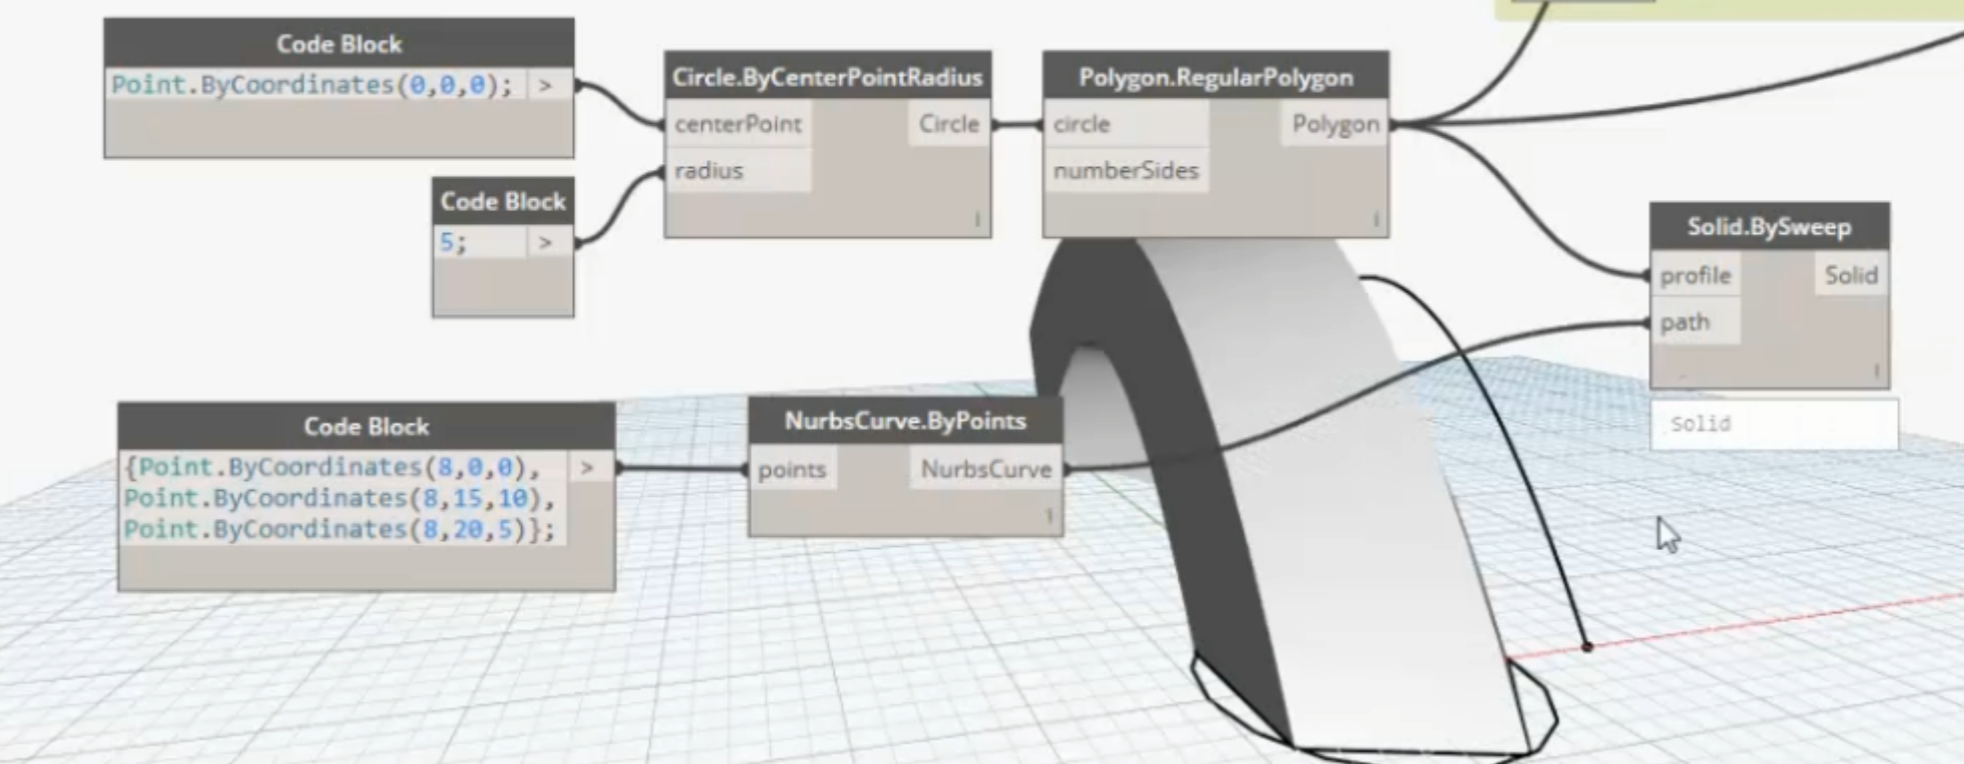 Code Block
Point.ByCoordinates(0,0,0); >
Circle.ByCenterPointRadius
centerPoint Circle
radius
Polygon.RegularPolygon
circle Polygon
numberSides
Code Block
5; >
Solid.BySweep
profile Solid
path
Solid
Code Block
{Point.ByCoordinates(8,0,0), >
Point.ByCoordinates(8,15,10),
Point.ByCoordinates(8,20,5)};
NurbsCurve.ByPoints
points NurbsCurve